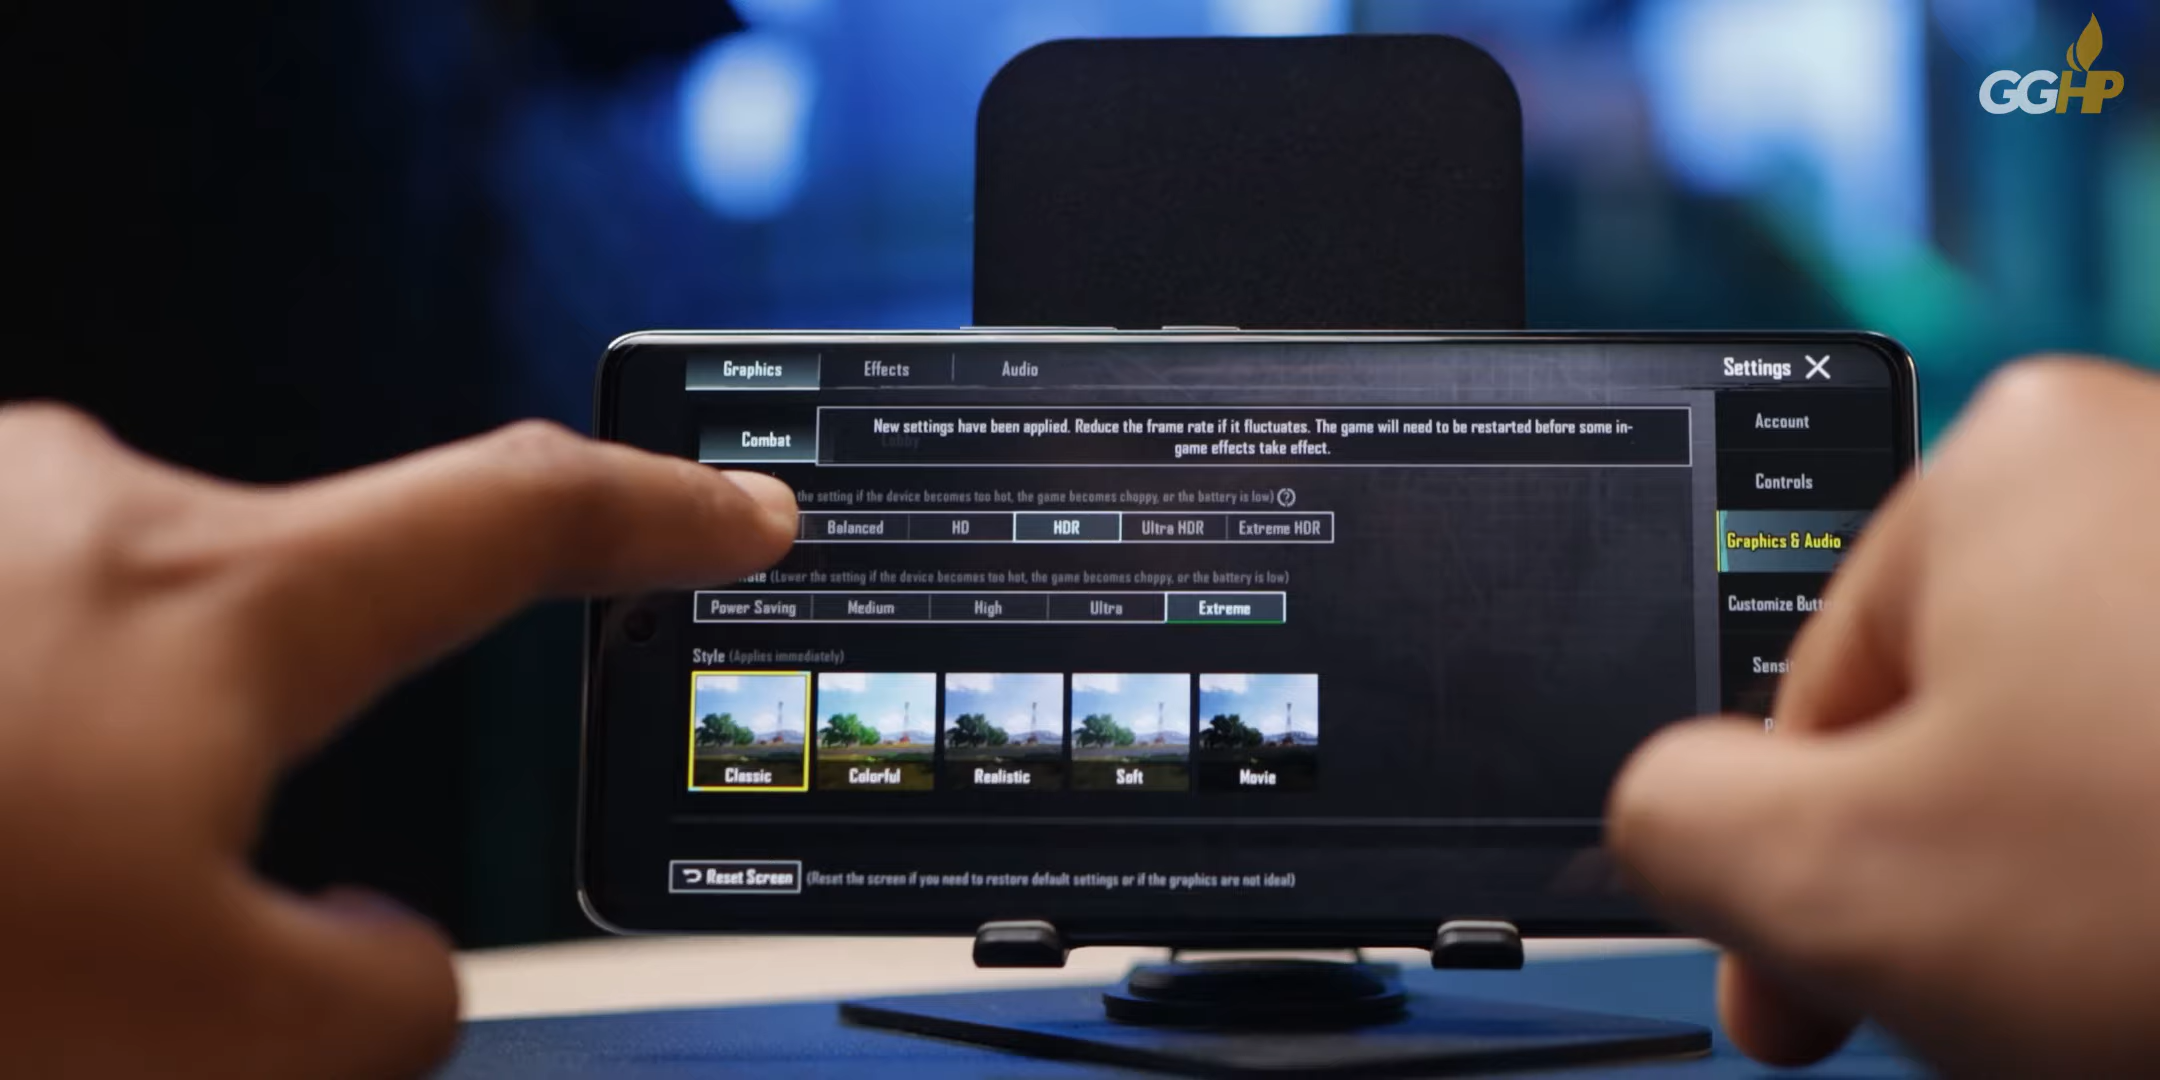 GGHP
Graphics Effects Audio Settings
Combat Lobby
New settings have been applied. Reduce the frame rate if it fluctuates. The game will need to be restarted before some in-
game effects take effect.
the setting if the device becomes too hot, the game becomes choppy, or the battery is low)
Balanced HD HDR Ultra HDR Extreme HDR
(Lower the setting if the device becomes too hot, the game becomes choppy, or the battery is low)
Power Saving Medium High Ultra Extreme
Style (Applies immediately)
Classic Colorful Realistic Soft Movie
Reset Screen (Reset the screen if you need to restore default settings or if the graphics are not ideal)
Account
Controls
Graphics & Audio
Customize